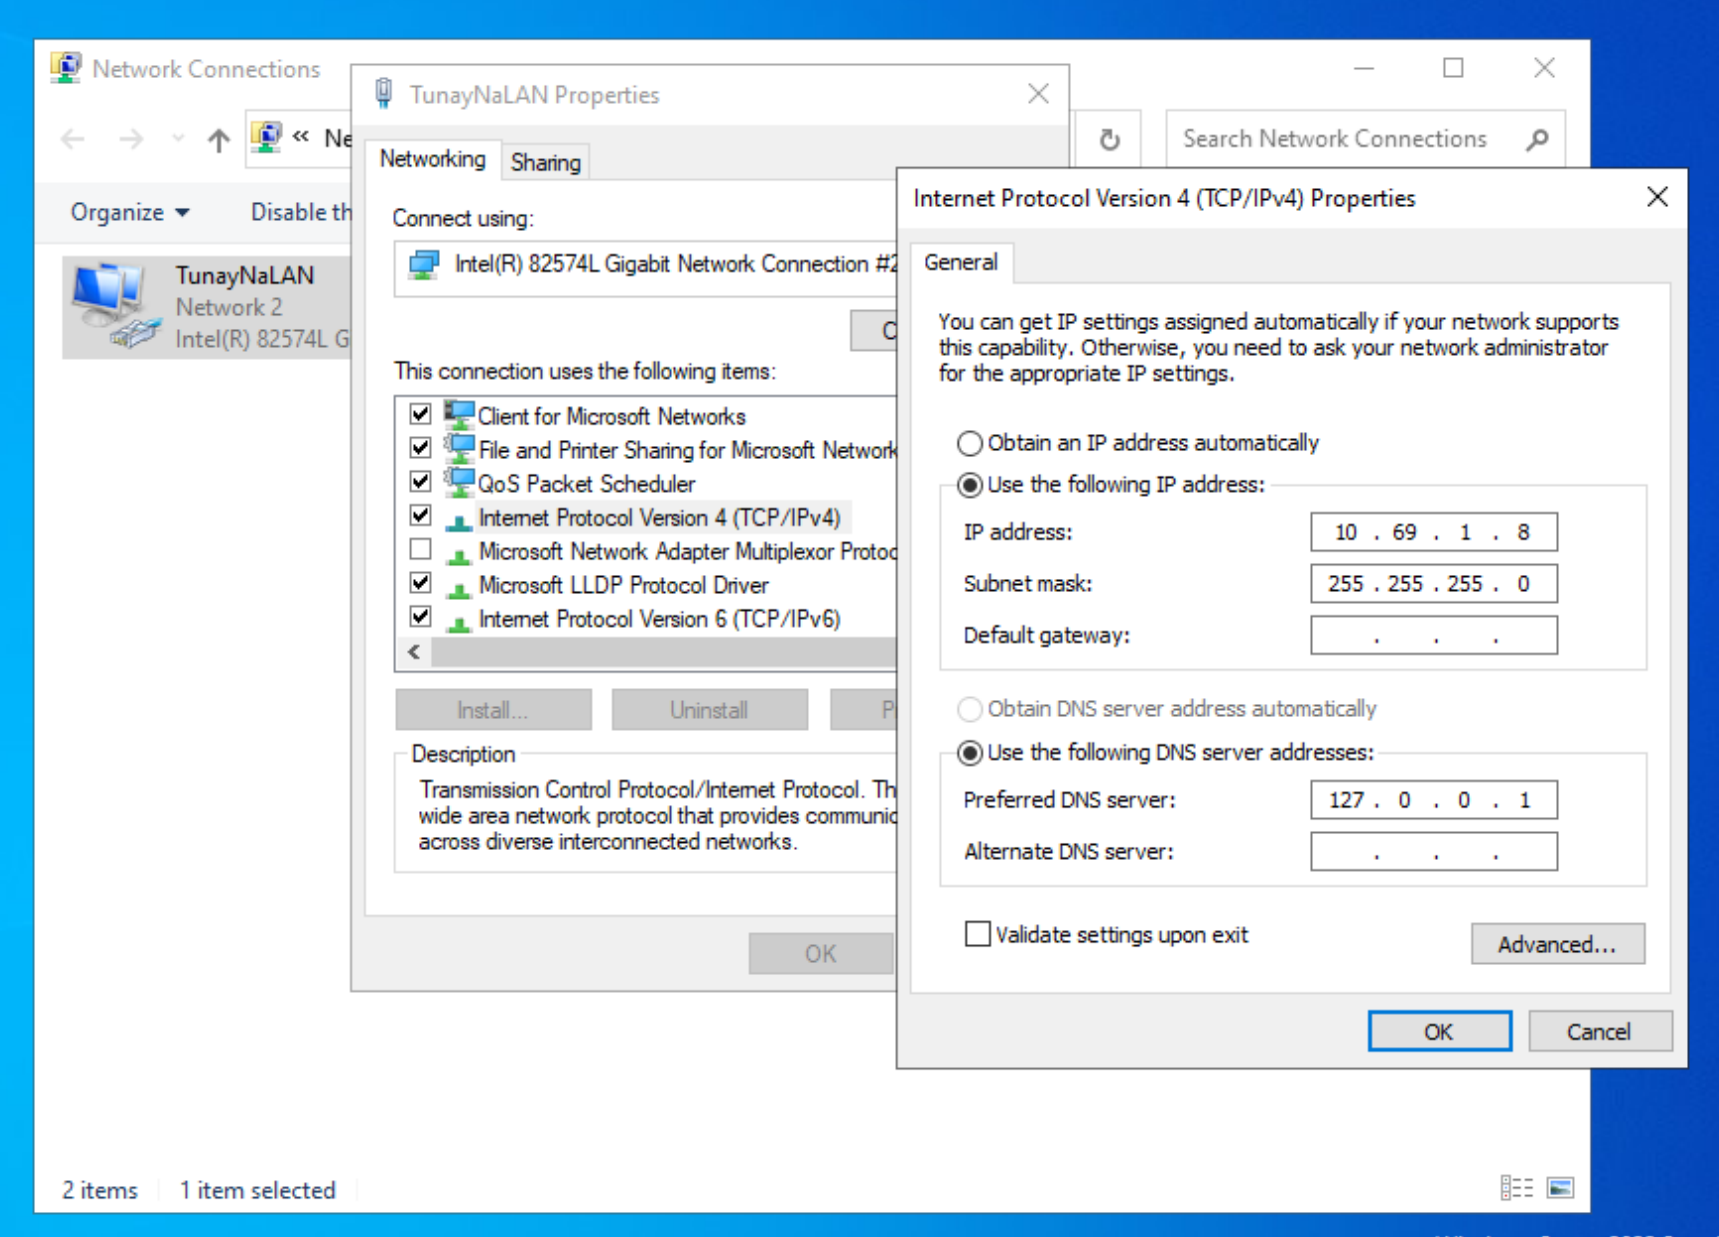 Network Connections
« Ne
Search Network Connections
Organize
Disable th
TunayNaLAN
Network 2
Intel(R) 82574L G
2 items
1 item selected
TunayNaLAN Properties
Networking
Sharing
Connect using:
Intel(R) 82574L Gigabit Network Connection #2
C
This connection uses the following items:
Client for Microsoft Networks
File and Printer Sharing for Microsoft Network
QoS Packet Scheduler
Internet Protocol Version 4 (TCP/IPv4)
Microsoft Network Adapter Multiplexor Protoc
Microsoft LLDP Protocol Driver
Internet Protocol Version 6 (TCP/IPv6)
Install...
Uninstall
P
Description
Transmission Control Protocol/Internet Protocol. Th
wide area network protocol that provides communic
across diverse interconnected networks.
OK
Internet Protocol Version 4 (TCP/IPv4) Properties
General
You can get IP settings assigned automatically if your network supports
this capability. Otherwise, you need to ask your network administrator
for the appropriate IP settings.
Obtain an IP address automatically
Use the following IP address:
IP address:
10 . 69 . 1 . 8
Subnet mask:
255 . 255 . 255 . 0
Default gateway:
. . .
Obtain DNS server address automatically
Use the following DNS server addresses:
Preferred DNS server:
127 . 0 . 0 . 1
Alternate DNS server:
. . .
Validate settings upon exit
Advanced...
OK
Cancel